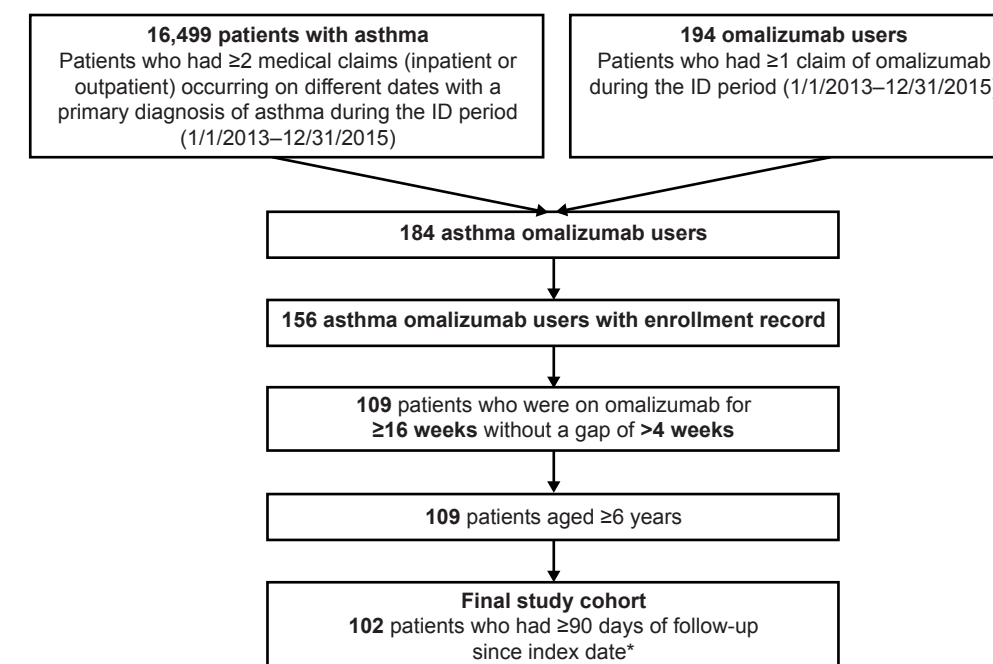 16,499 patients with asthma
Patients who had ≥2 medical claims (inpatient or
outpatient) occurring on different dates with a
primary diagnosis of asthma during the ID period
(1/1/2013–12/31/2015)
194 omalizumab users
Patients who had ≥1 claim of omalizumab
during the ID period (1/1/2013–12/31/2015)
184 asthma omalizumab users
156 asthma omalizumab users with enrollment record
109 patients who were on omalizumab for
≥16 weeks without a gap of >4 weeks
109 patients aged ≥6 years
Final study cohort
102 patients who had ≥90 days of follow-up
since index date*